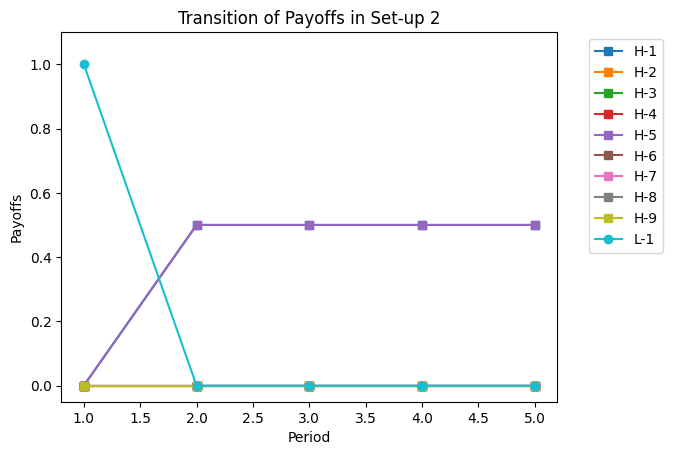 Transition of Payoffs in Set-up 2
1.0
0.8
0.6
0.4
0.2
0.0
Payoffs
1.0 1.5 2.0 2.5 3.0 3.5 4.0 4.5 5.0
Period
H-1
H-2
H-3
H-4
H-5
H-6
H-7
H-8
H-9
L-1